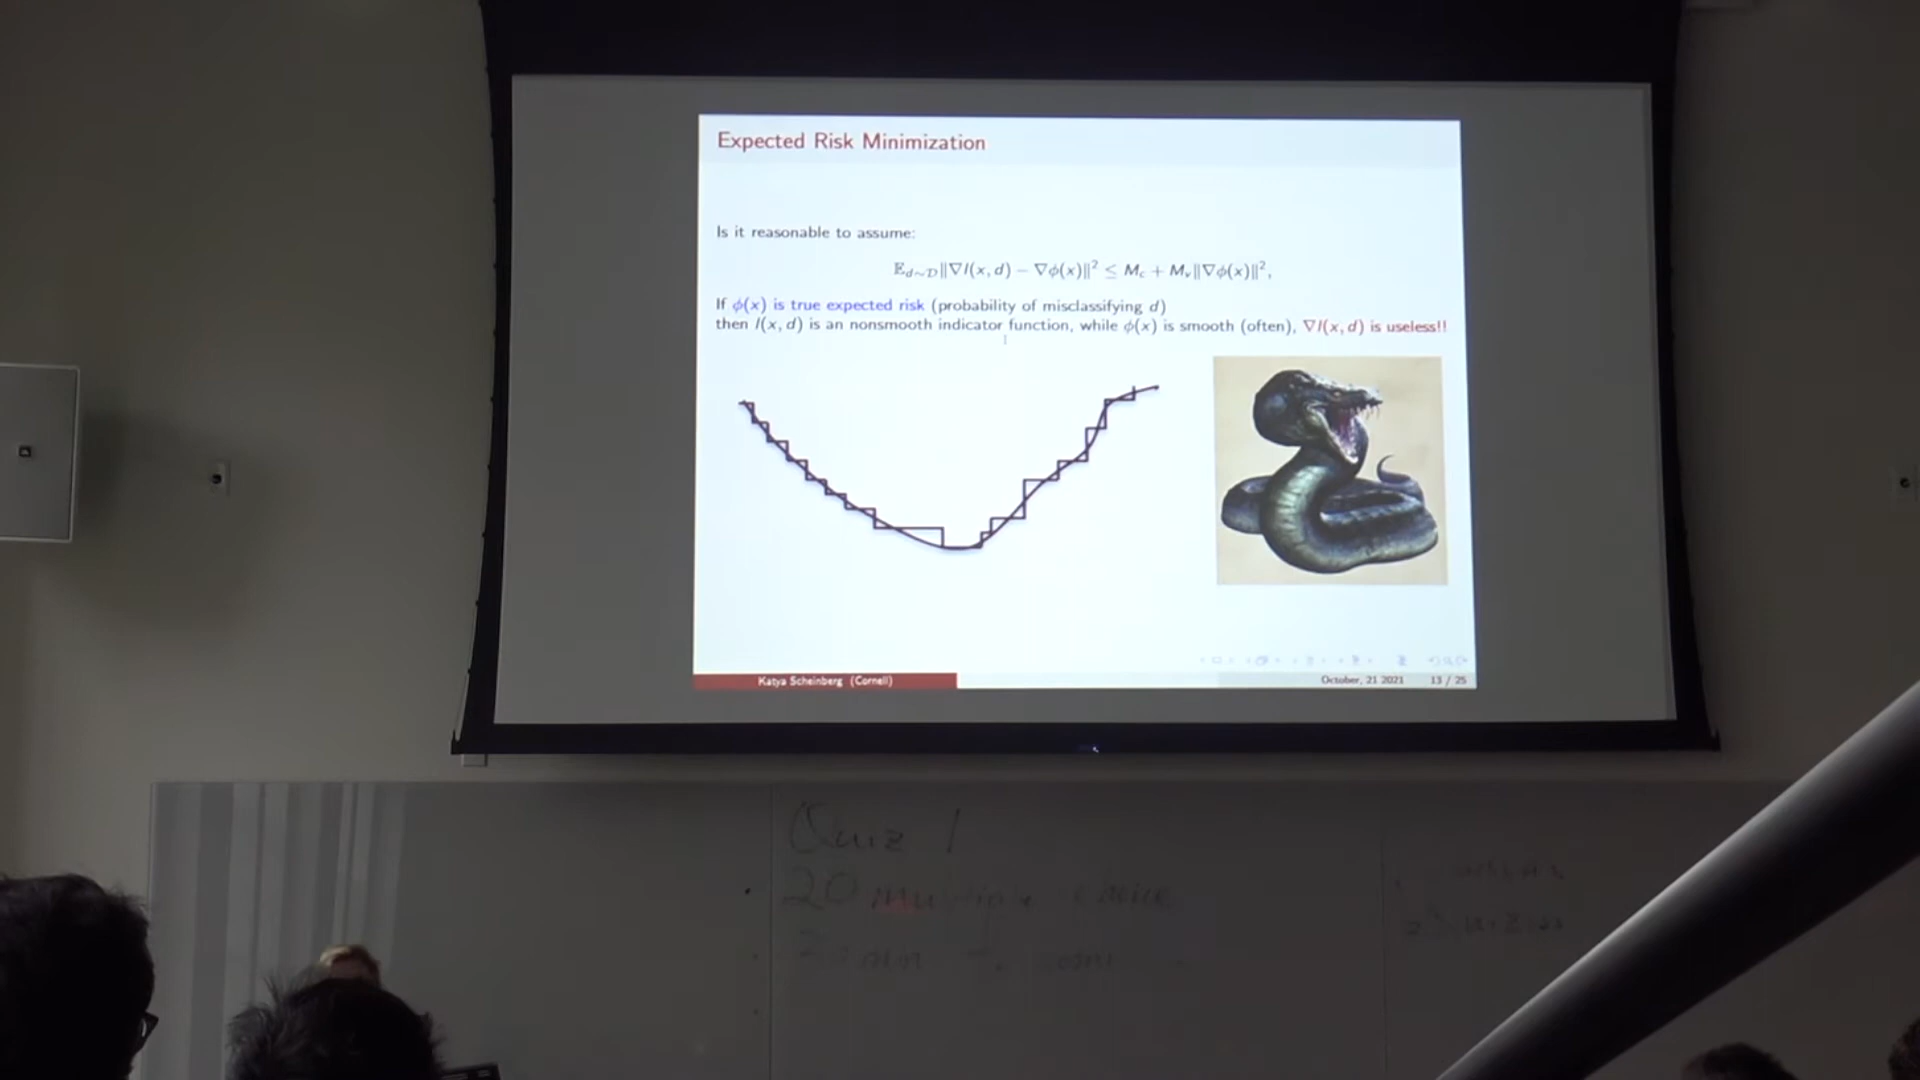 Expected Risk Minimization
Is it reasonable to assume:
𝔼_{d∼𝒟}‖∇l(x, d) − ∇ϕ(x)‖² ≤ M_c + M_v‖∇ϕ(x)‖²,
If ϕ(x) is true expected risk (probability of misclassifying d)
then l(x, d) is an nonsmooth indicator function, while ϕ(x) is smooth (often), ∇l(x, d) is useless!!
Katya Scheinberg (Cornell)
October, 21 2021
13 / 25
Quiz 1
20 multiple choice